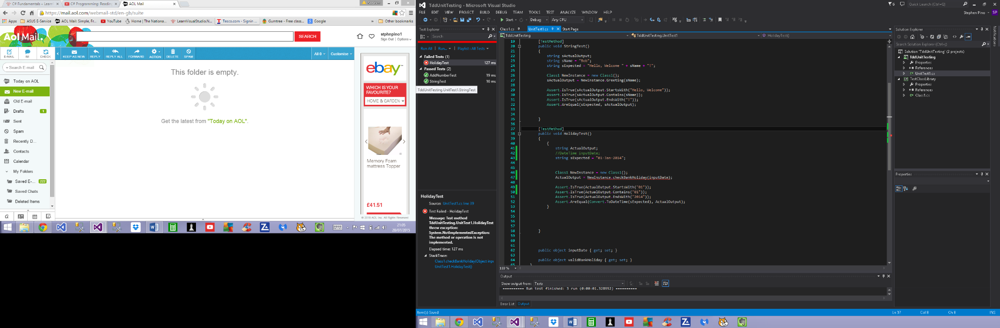 C# Fundamentals « Learn
C# Programming: Reading
AOL Mail
Stephen
https://mail.aol.com/webmail-std/en-gb/suite
Apps
ASUS E-Service
AOL Mail: Simple, Fr...
YouTube
Home | The Nationa...
LearnVisualStudio.N...
Tesco.com - Signin ...
Gumtree - Free class...
Google
»
Other bookmarks
Aol Mail.
SEARCH
stphnpino1
Sign Out | Options
E-MAIL
IM
CHECK
KEEP AS NEW
REPLY
REPLY ALL
FORWARD
ACTION
DELETE
SPAM
All 0
Customise
Search E-mail
Today on AOL
New E-mail
Old E-mail
Drafts
1
Sent
Spam
Recently D...
Contacts
Calendar
My Folders
Saved E-...
222
Saved Chats
Deleted Items
This folder is empty.
Get the latest from "Today on AOL".
ebay™
WHICH IS YOUR
FAVOURITE?
HOME & GARDEN
Memory Foam
mattress Topper
£41.51
© 2015 AOL Inc. All Rights Reserved
21:05
20/07/2015
TddUnitTesting - Microsoft Visual Studio
6
Quick Launch (Ctrl+Q)
FILE EDIT VIEW PROJECT BUILD DEBUG TEAM TOOLS TEST ANALYZE WINDOW HELP
Stephen Pino
SP
Start
Debug
Any CPU
Test Explorer
Search
Run All | Run... | Playlist : All Tests
Failed Tests (1)
HolidayTest 127 ms
Passed Tests (2)
AddNumberTest 19 ms
StringTest 10 ms
TddUnitTesting.UnitTest1.StringTest
HolidayTest
Source: UnitTest1.cs line 39
Test Failed - HolidayTest
Message: Test method
TddUnitTesting.UnitTest1.HolidayTest
threw exception:
System.NotImplementedException:
The method or operation is not
implemented.
Elapsed time: 127 ms
StackTrace:
Class1.checkBankHoliday(Object inpu
UnitTest1.HolidayTest()
Class1.cs
UnitTest1.cs
Start Page
TddUnitTesting
TddUnitTesting.UnitTest1
HolidayTest()
19 [TestMethod]
20 public void StringTest()
21 {
22 string sActualOutput;
23 string sName = "Bob";
24 string sExpected = "Hello, Welcome " + sName + "!";
25
26 Class1 NewInstance = new Class1();
27 sActualOutput = NewInstance.Greeting(sName);
28
29 Assert.IsTrue(sActualOutput.StartsWith("Hello, Welcome"));
30 Assert.IsTrue(sActualOutput.Contains(sName));
31 Assert.IsTrue(sActualOutput.EndsWith("!"));
32 Assert.AreEqual(sExpected, sActualOutput);
33
34
35 }
36
37 [TestMethod]
38 public void HolidayTest()
39 {
40 {
41 string ActualOutput;
42 //DateTime inputDate;
43 string sExpected = "01-Jan-2014";
44
45
46 Class1 NewInstance = new Class1();
47 ActualOutput = NewInstance.checkBankHoliday(inputDate);
48
49 Assert.IsTrue(ActualOutput.StartsWith("01"));
50 Assert.IsTrue(ActualOutput.Contains("01"));
51 Assert.IsTrue(ActualOutput.EndsWith("2014"));
52 Assert.AreEqual(Convert.ToDateTime(sExpected), ActualOutput);
53 }
54
55
56
57
58 }
59
60
61
62 public object inputDate { get; set; }
63
64 public object validBankHoliday { get; set; }
65 }
100 %
Output
Show output from: Tests
========== Run test finished: 3 run (0:00:01.328952) ==========
Error List
Output
Item(s) Saved
Ln 37
Col 8
Ch 8
INS
Solution Explorer
Search Solution Explorer (Ctrl+;)
Solution 'TddUnitTesting' (2 projects)
TddUnitTesting
Properties
References
UnitTest1.cs
TestClassLibrary
Properties
References
Class1.cs
Properties
Notifications